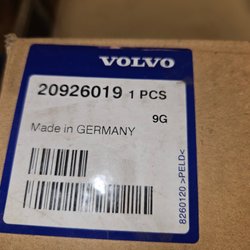 VOLVO
20926019 1 PCS
9G
Made in GERMANY
8260120 >PELD<